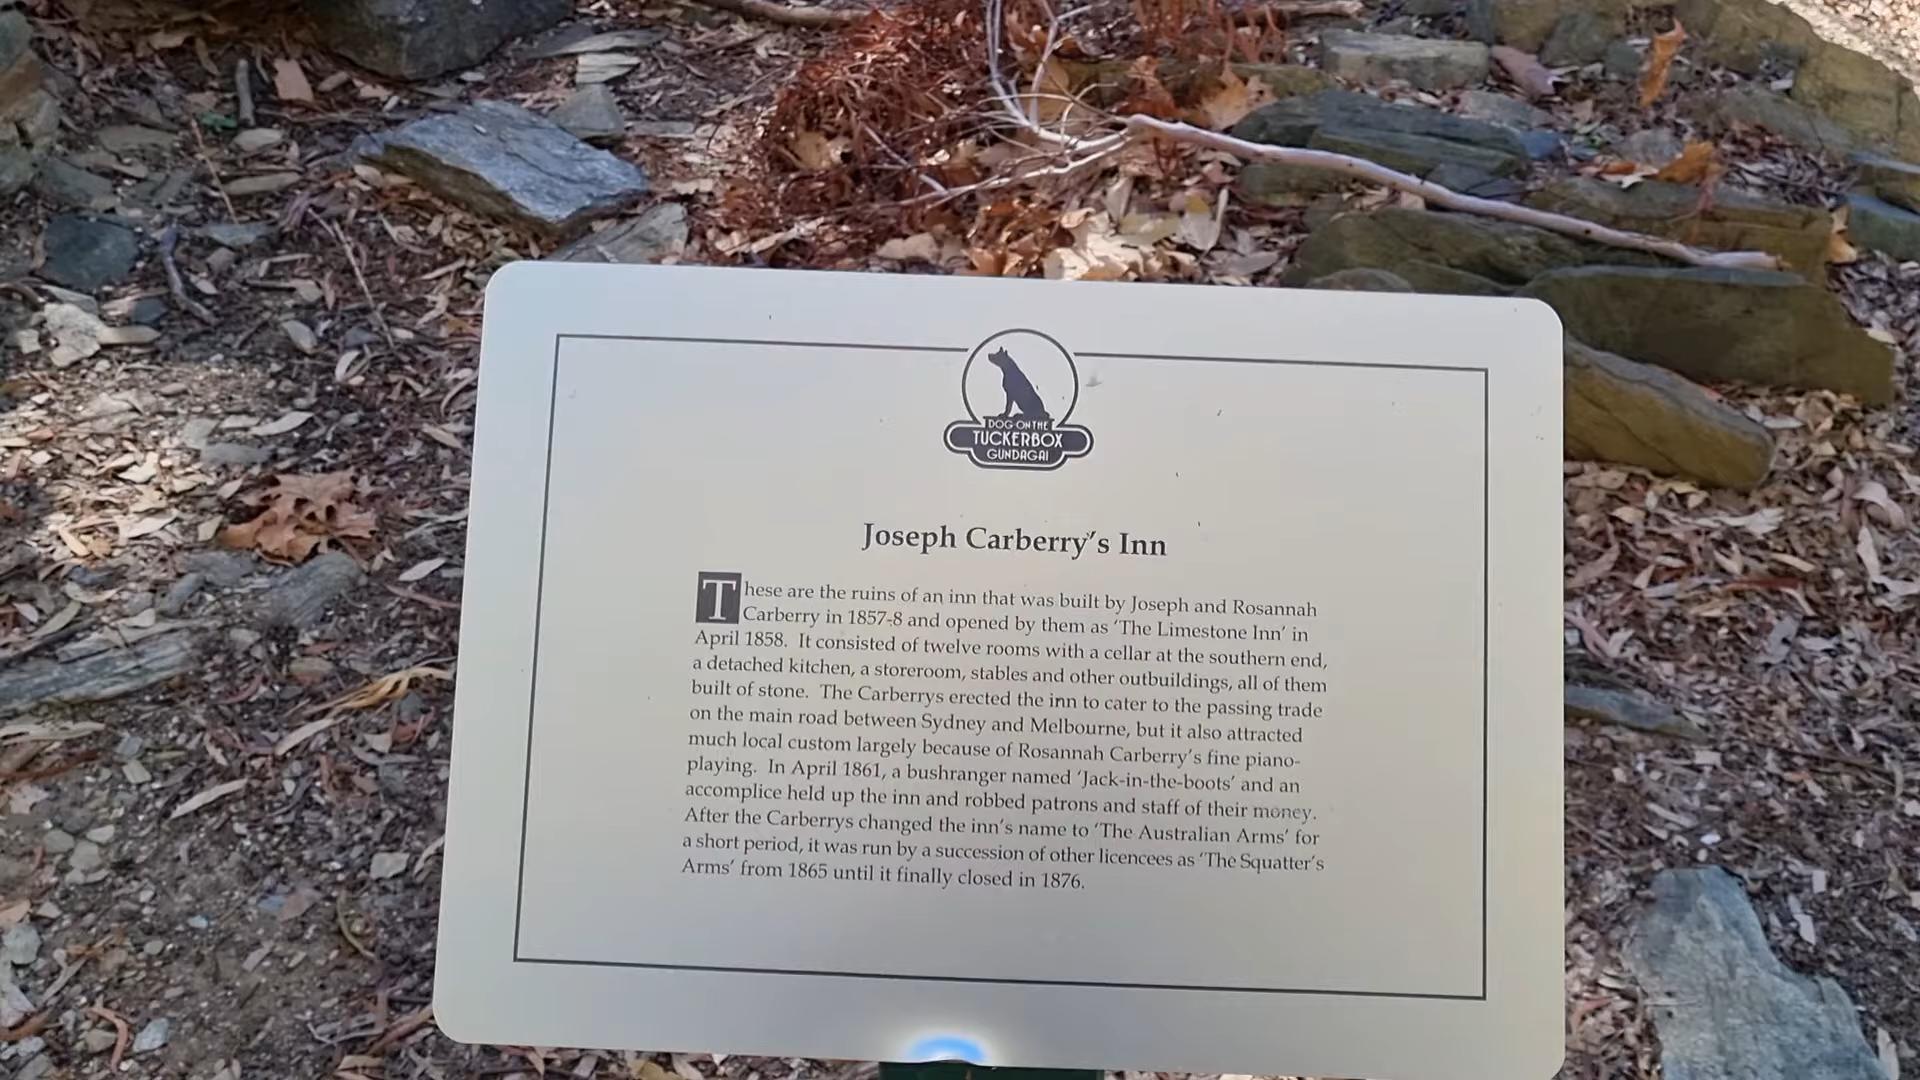 DOG ON THE
TUCKERBOX
GUNDAGAI
Joseph Carberry's Inn
These are the ruins of an inn that was built by Joseph and Rosannah
Carberry in 1857-8 and opened by them as 'The Limestone Inn' in
April 1858. It consisted of twelve rooms with a cellar at the southern end,
a detached kitchen, a storeroom, stables and other outbuildings, all of them
built of stone. The Carberrys erected the inn to cater to the passing trade
on the main road between Sydney and Melbourne, but it also attracted
much local custom largely because of Rosannah Carberry's fine piano-
playing. In April 1861, a bushranger named 'Jack-in-the-boots' and an
accomplice held up the inn and robbed patrons and staff of their money.
After the Carberrys changed the inn's name to 'The Australian Arms' for
a short period, it was run by a succession of other licencees as 'The Squatter's
Arms' from 1865 until it finally closed in 1876.